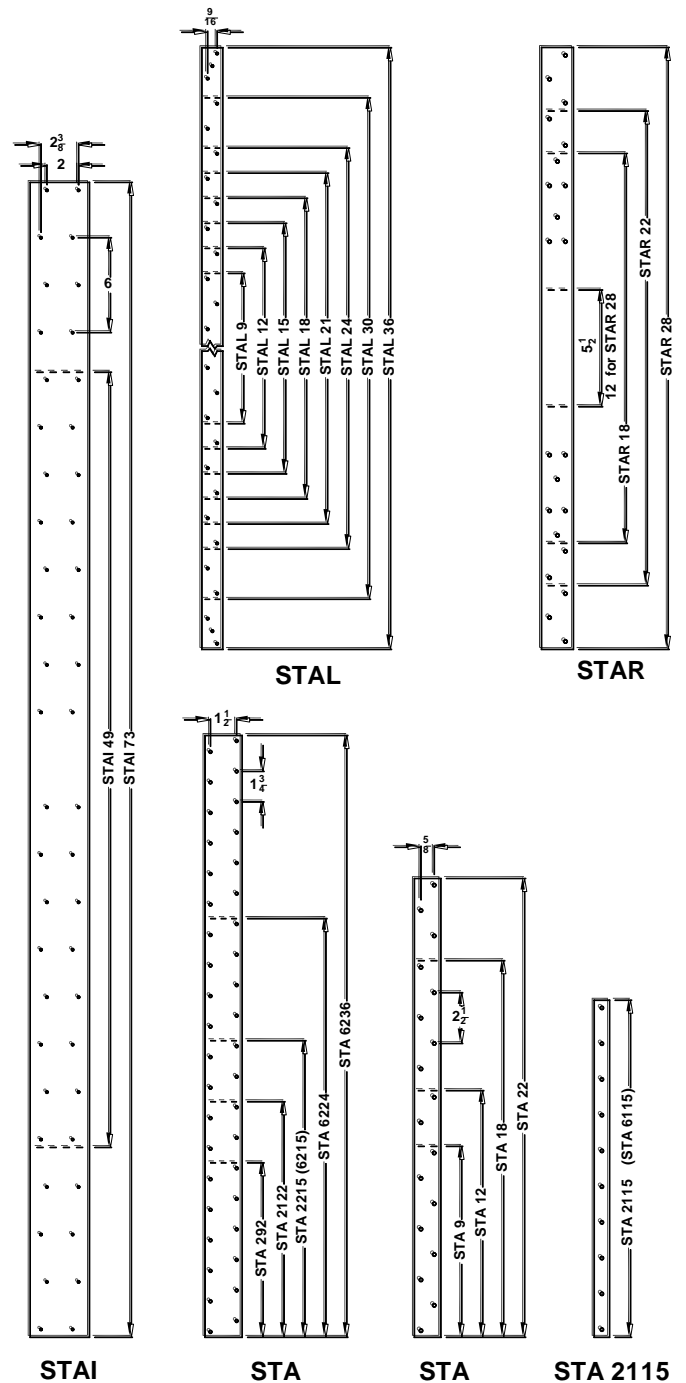 9/16
STAL 9
STAL 12
STAL 15
STAL 18
STAL 21
STAL 24
STAL 30
STAL 36
STAL
5 1/2
12 for STAR 28
STAR 18
STAR 22
STAR 28
STAR
2 3/8
2
6
STAI 49
STAI 73
STAI
1 1/2
1 3/4
STA 292
STA 2122
STA 2215 (6215)
STA 6224
STA 6236
STA
5/8
2 1/2
STA 9
STA 12
STA 18
STA 22
STA
STA 2115 (STA 6115)
STA 2115